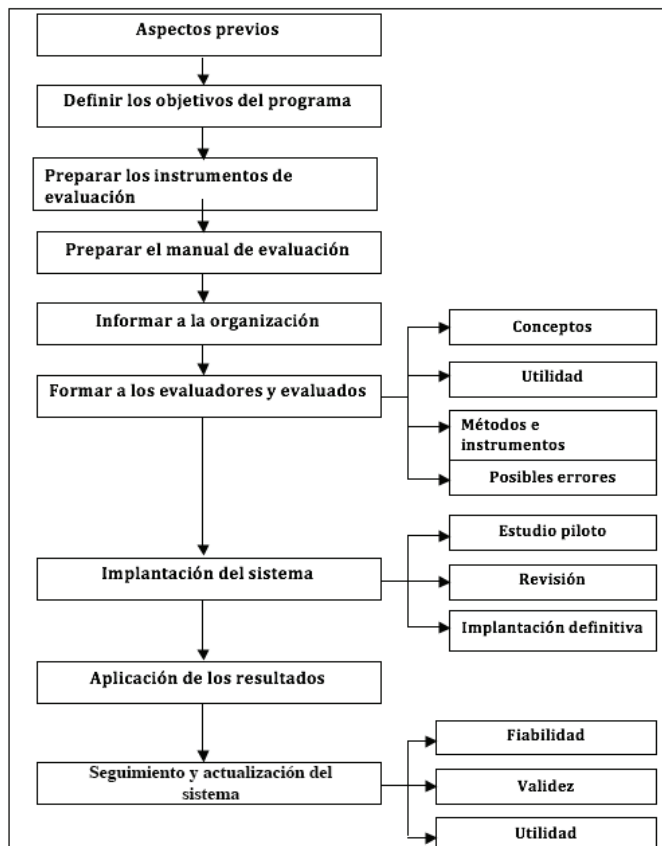 Aspectos previos
Definir los objetivos del programa
Preparar los instrumentos de
evaluación
Preparar el manual de evaluación
Informar a la organización
Formar a los evaluadores y evaluados
Conceptos
Utilidad
Métodos e
instrumentos
Posibles errores
Implantación del sistema
Estudio piloto
Revisión
Implantación definitiva
Aplicación de los resultados
Seguimiento y actualización del
sistema
Fiabilidad
Validez
Utilidad